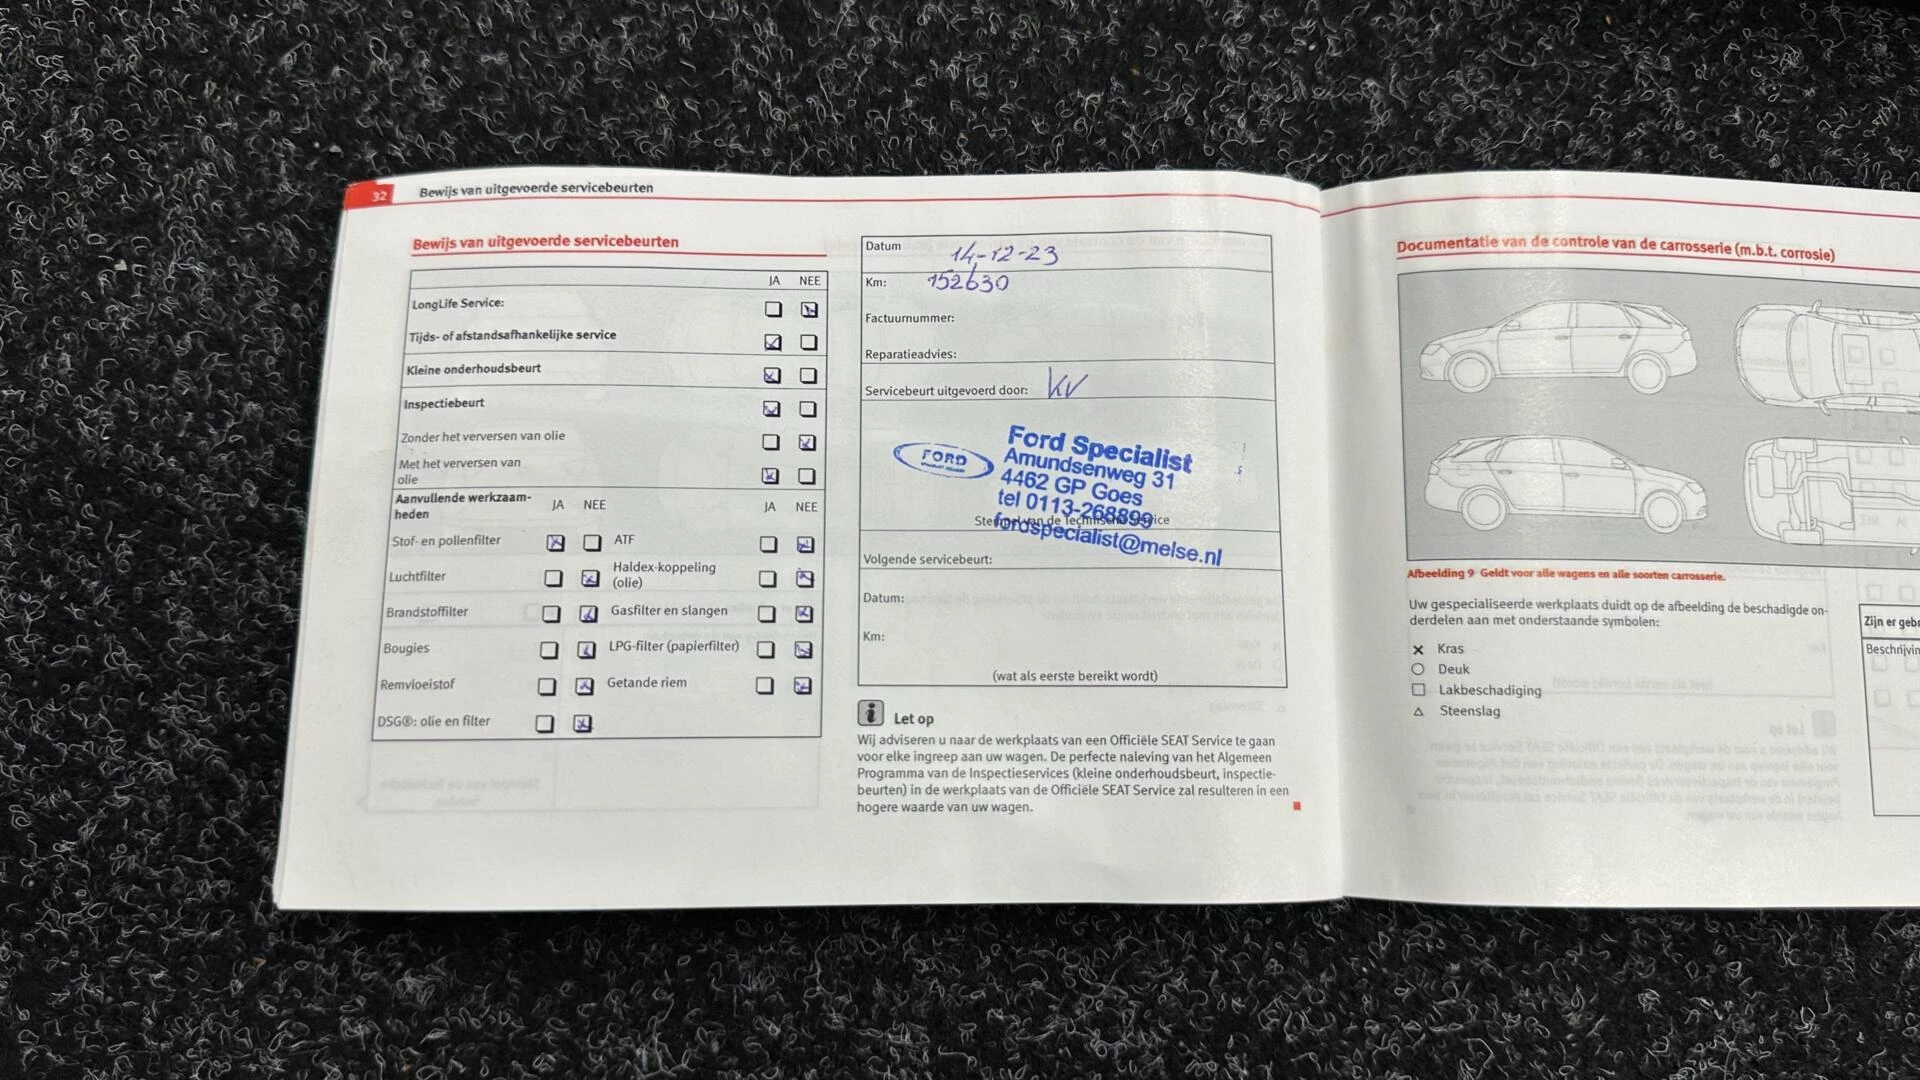 32 Bewijs van uitgevoerde servicebeurten
Bewijs van uitgevoerde servicebeurten
JA NEE
LongLife Service:
Tijds- of afstandsafhankelijke service
Kleine onderhoudsbeurt
Inspectiebeurt
Zonder het verversen van olie
Met het verversen van
olie
Aanvullende werkzaam-
heden
JA NEE JA NEE
Stof- en pollenfilter ATF
Luchtfilter Haldex-koppeling
(olie)
Brandstoffilter Gasfilter en slangen
Bougies LPG-filter (papierfilter)
Remvloeistof Getande riem
DSG®: olie en filter
Datum 14-12-23
Km: 152630
Factuurnummer:
Reparatieadvies:
Servicebeurt uitgevoerd door: KV
FORD
Ford Specialist
Amundsenweg 31
4462 GP Goes
tel 0113-268899
Stempel van de Technische Service
fordspecialist@melse.nl
Volgende servicebeurt:
Datum:
Km:
(wat als eerste bereikt wordt)
i Let op
Wij adviseren u naar de werkplaats van een Officiële SEAT Service te gaan
voor elke ingreep aan uw wagen. De perfecte naleving van het Algemeen
Programma van de Inspectieservices (kleine onderhoudsbeurt, inspectie-
beurten) in de werkplaats van de Officiële SEAT Service zal resulteren in een
hogere waarde van uw wagen.
Documentatie van de controle van de carrosserie (m.b.t. corrosie)
Afbeelding 9 Geldt voor alle wagens en alle soorten carrosserie.
Uw gespecialiseerde werkplaats duidt op de afbeelding de beschadigde on-
derdelen aan met onderstaande symbolen:
Kras
Deuk
Lakbeschadiging
Steenslag
Zijn er gebr
Beschrijvin